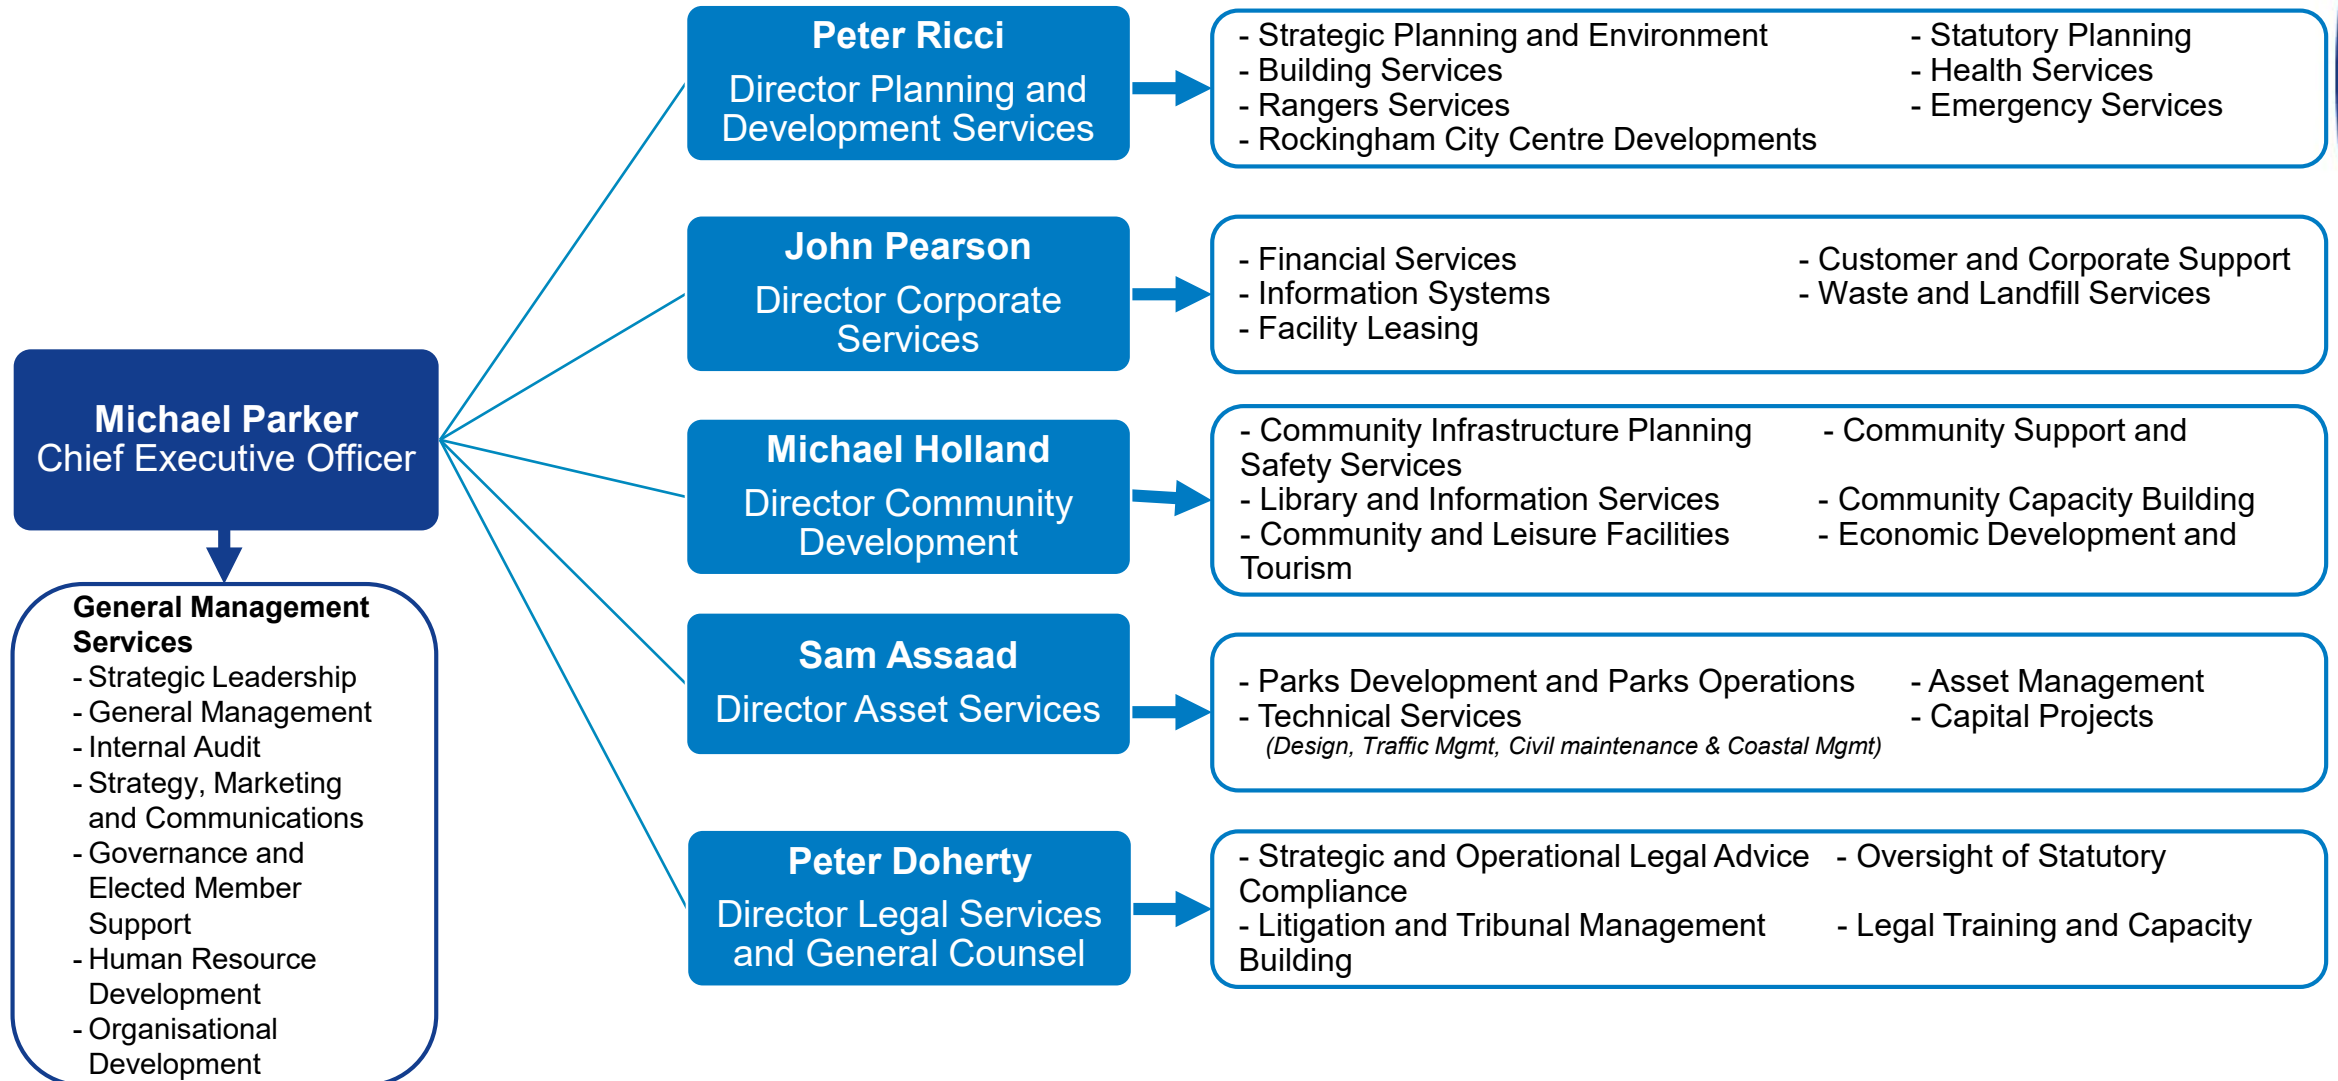 Michael Parker
Chief Executive Officer
General Management
Services
- Strategic Leadership
- General Management
- Internal Audit
- Strategy, Marketing
and Communications
- Governance and
Elected Member
Support
- Human Resource
Development
- Organisational
Development
Peter Ricci
Director Planning and
Development Services
- Strategic Planning and Environment - Statutory Planning
- Building Services - Health Services
- Rangers Services - Emergency Services
- Rockingham City Centre Developments
John Pearson
Director Corporate
Services
- Financial Services - Customer and Corporate Support
- Information Systems - Waste and Landfill Services
- Facility Leasing
Michael Holland
Director Community
Development
- Community Infrastructure Planning - Community Support and
Safety Services
- Library and Information Services - Community Capacity Building
- Community and Leisure Facilities - Economic Development and
Tourism
Sam Assaad
Director Asset Services
- Parks Development and Parks Operations - Asset Management
- Technical Services - Capital Projects
(Design, Traffic Mgmt, Civil maintenance & Coastal Mgmt)
Peter Doherty
Director Legal Services
and General Counsel
- Strategic and Operational Legal Advice - Oversight of Statutory
Compliance
- Litigation and Tribunal Management - Legal Training and Capacity
Building